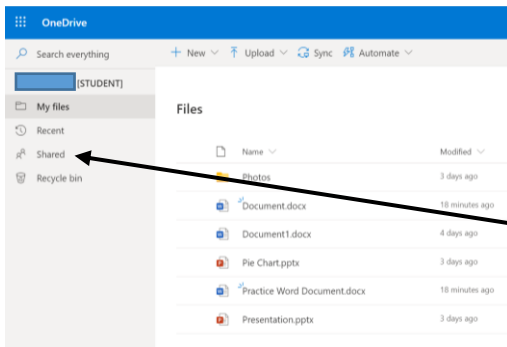 OneDrive
Search everything
New Upload Sync Automate
[STUDENT]
My files
Files
Recent
Shared
Name Modified
Recycle bin
Photos 3 days ago
Document.docx 18 minutes ago
Document1.docx 4 days ago
Pie Chart.pptx 3 days ago
Practice Word Document.docx 18 minutes ago
Presentation.pptx 3 days ago